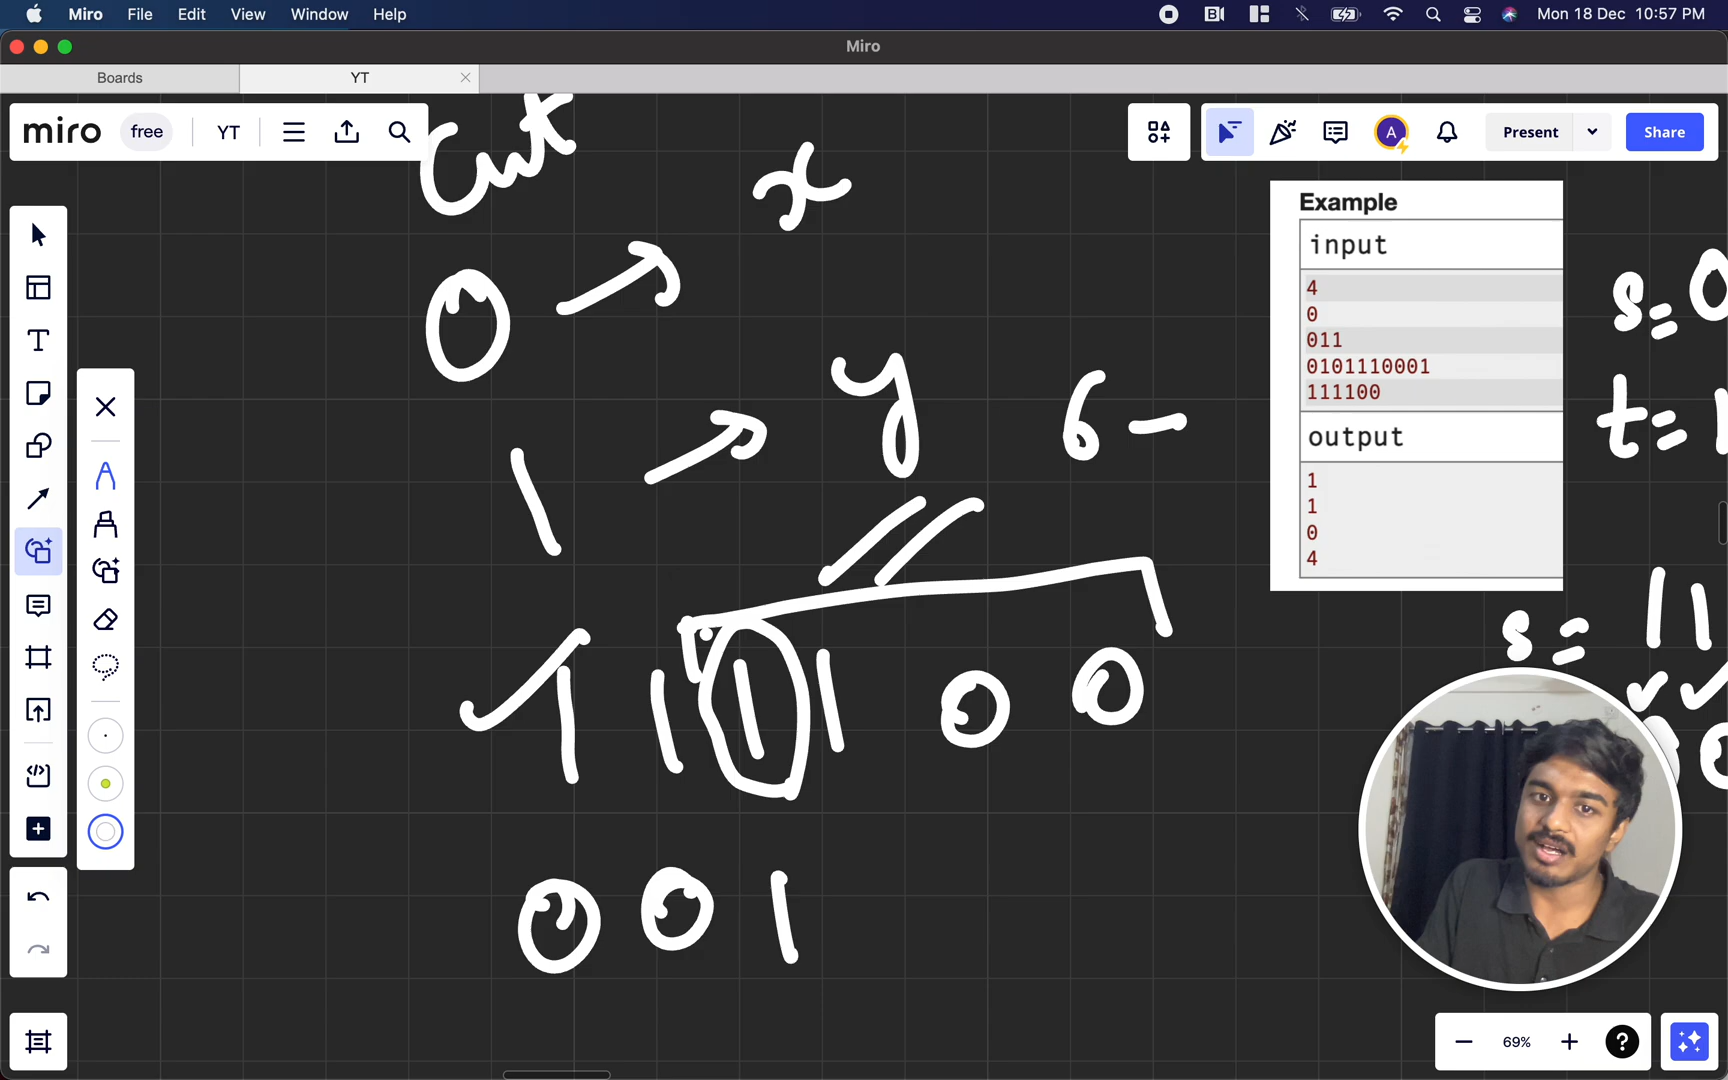 Miro File Edit View Window Help Mon 18 Dec 10:57 PM
Miro
Boards YT
miro free YT Present Share
Cnt
x
0 →
Example
input
4
0
011
0101110001
111100
output
1
1
0
4
s = 0
t = 1
y
6 -
1 →
s = 11
1 1 1 1 0 0
0 0 1
69%